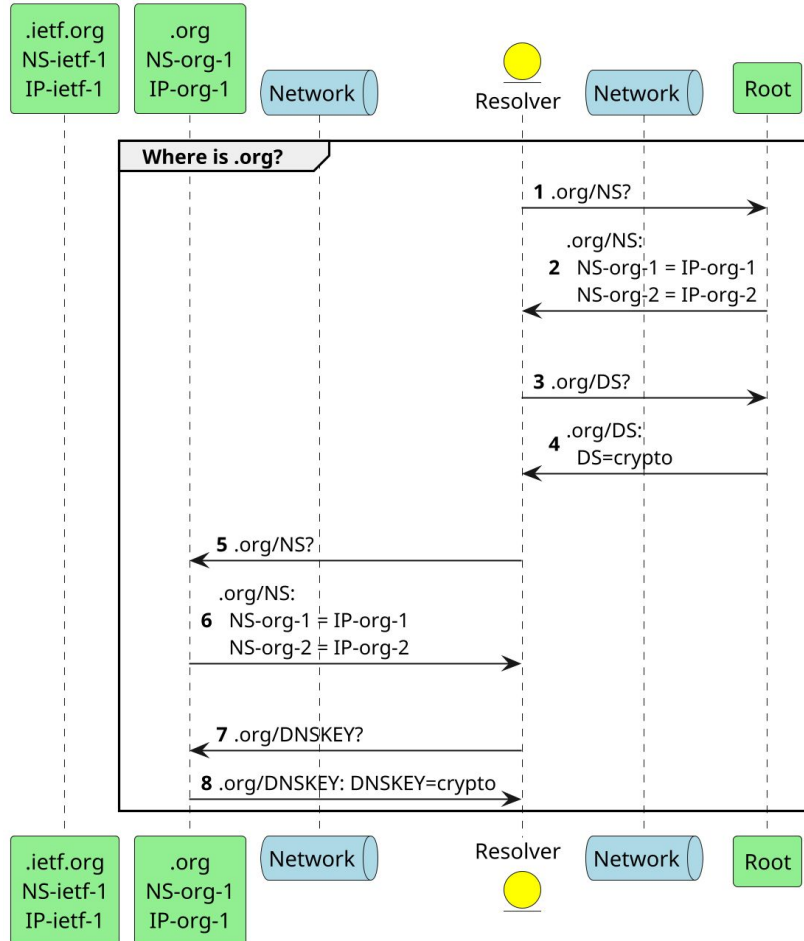 .ietf.org
NS-ietf-1
IP-ietf-1
.org
NS-org-1
IP-org-1
Network
Resolver
Network
Root
Where is .org?
1 .org/NS?
.org/NS:
2 NS-org-1 = IP-org-1
NS-org-2 = IP-org-2
3 .org/DS?
4 .org/DS:
DS=crypto
5 .org/NS?
.org/NS:
6 NS-org-1 = IP-org-1
NS-org-2 = IP-org-2
7 .org/DNSKEY?
8 .org/DNSKEY: DNSKEY=crypto
.ietf.org
NS-ietf-1
IP-ietf-1
.org
NS-org-1
IP-org-1
Network
Resolver
Network
Root